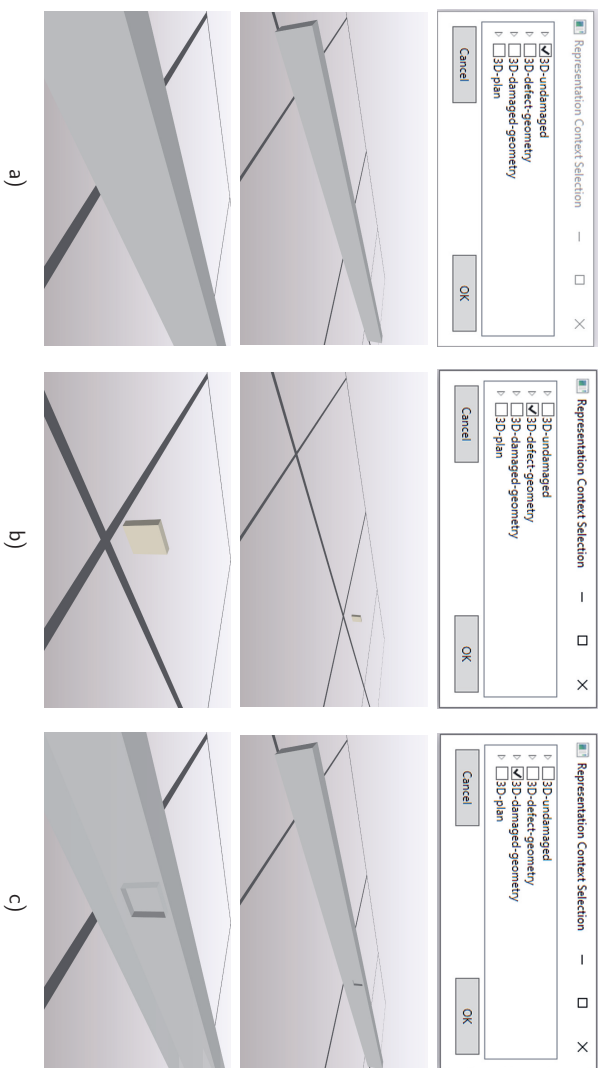 Representation Context Selection
3D-undamaged
3D-defect-geometry
3D-damaged-geometry
3D-plan
Cancel
OK
a)
Representation Context Selection
3D-undamaged
3D-defect-geometry
3D-damaged-geometry
3D-plan
Cancel
OK
b)
Representation Context Selection
3D-undamaged
3D-defect-geometry
3D-damaged-geometry
3D-plan
Cancel
OK
c)